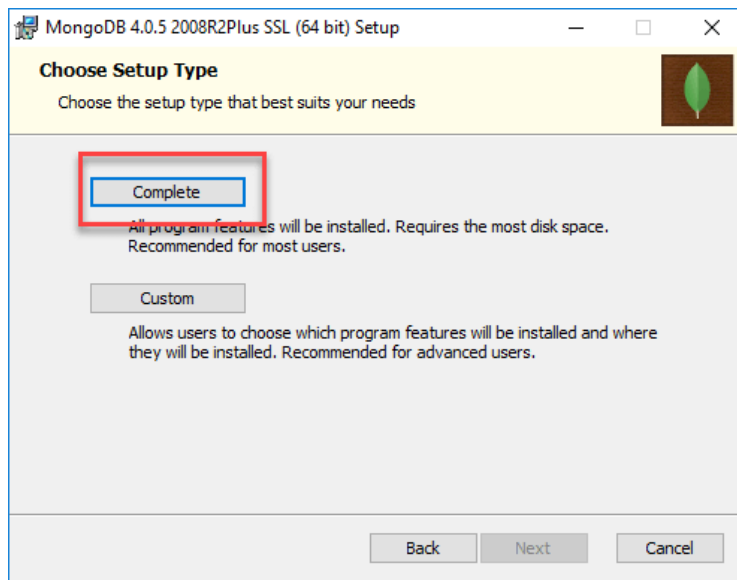 MongoDB 4.0.5 2008R2Plus SSL (64 bit) Setup
Choose Setup Type
Choose the setup type that best suits your needs
Complete
All program features will be installed. Requires the most disk space.
Recommended for most users.
Custom
Allows users to choose which program features will be installed and where
they will be installed. Recommended for advanced users.
Back Next Cancel